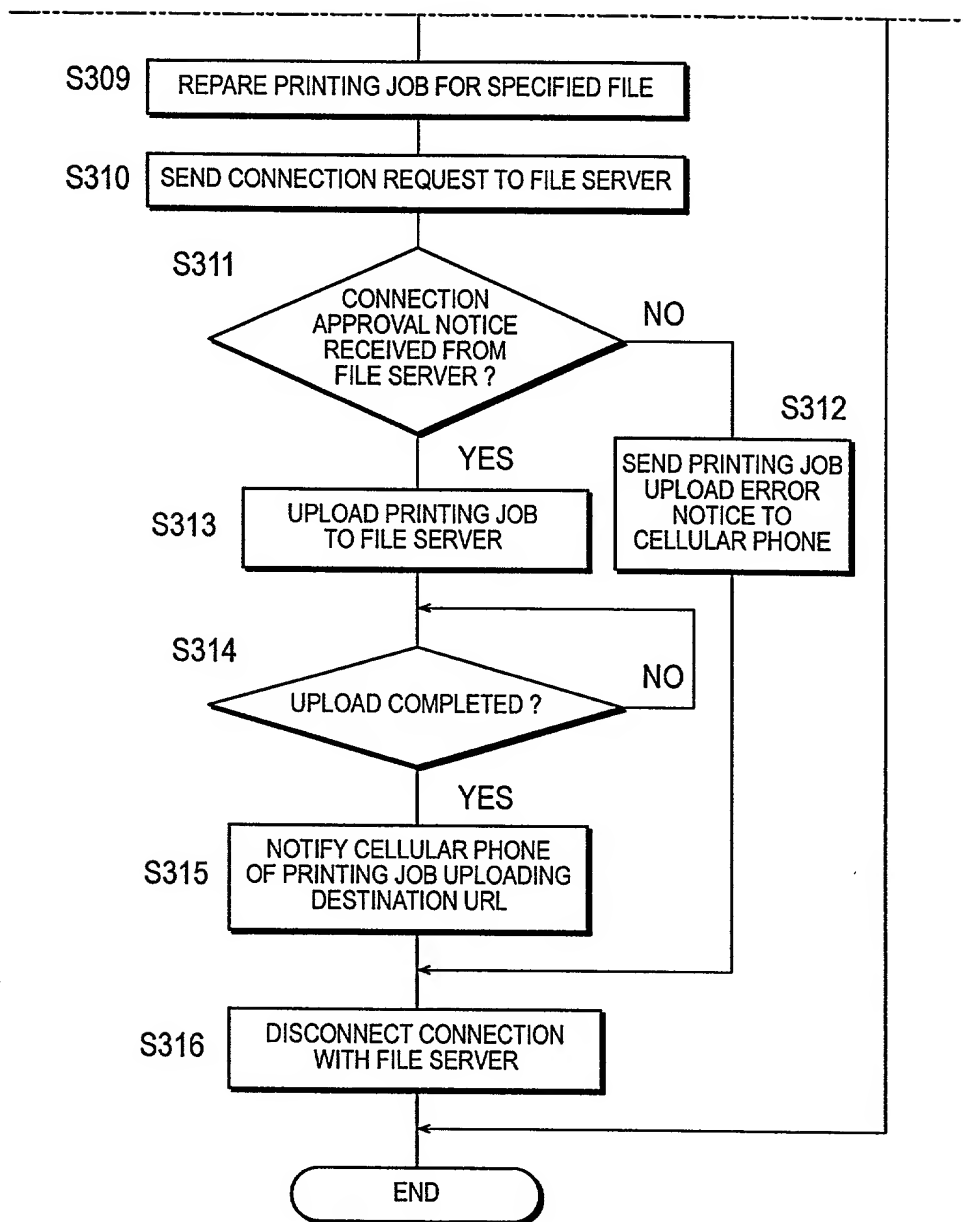 S309
REPARE PRINTING JOB FOR SPECIFIED FILE
S310
SEND CONNECTION REQUEST TO FILE SERVER
S311
CONNECTION
APPROVAL NOTICE
RECEIVED FROM
FILE SERVER ?
NO
S312
SEND PRINTING JOB
UPLOAD ERROR
NOTICE TO
CELLULAR PHONE
YES
S313
UPLOAD PRINTING JOB
TO FILE SERVER
S314
UPLOAD COMPLETED ?
NO
YES
S315
NOTIFY CELLULAR PHONE
OF PRINTING JOB UPLOADING
DESTINATION URL
S316
DISCONNECT CONNECTION
WITH FILE SERVER
END